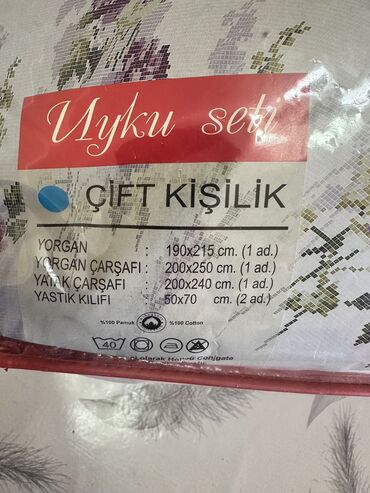 Uyku seti
ÇİFT KİŞİLİK
YORGAN : 190x215 cm. (1 ad.)
YORGAN ÇARŞAFI : 200x250 cm. (1 ad.)
YATAK ÇARŞAFI : 200x240 cm. (1 ad.)
YASTIK KILIFI : 50x70 cm. (2 ad.)
%100 Pamuk %100 Cotton
40